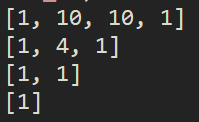 [1, 10, 10, 1]
[1, 4, 1]
[1, 1]
[1]